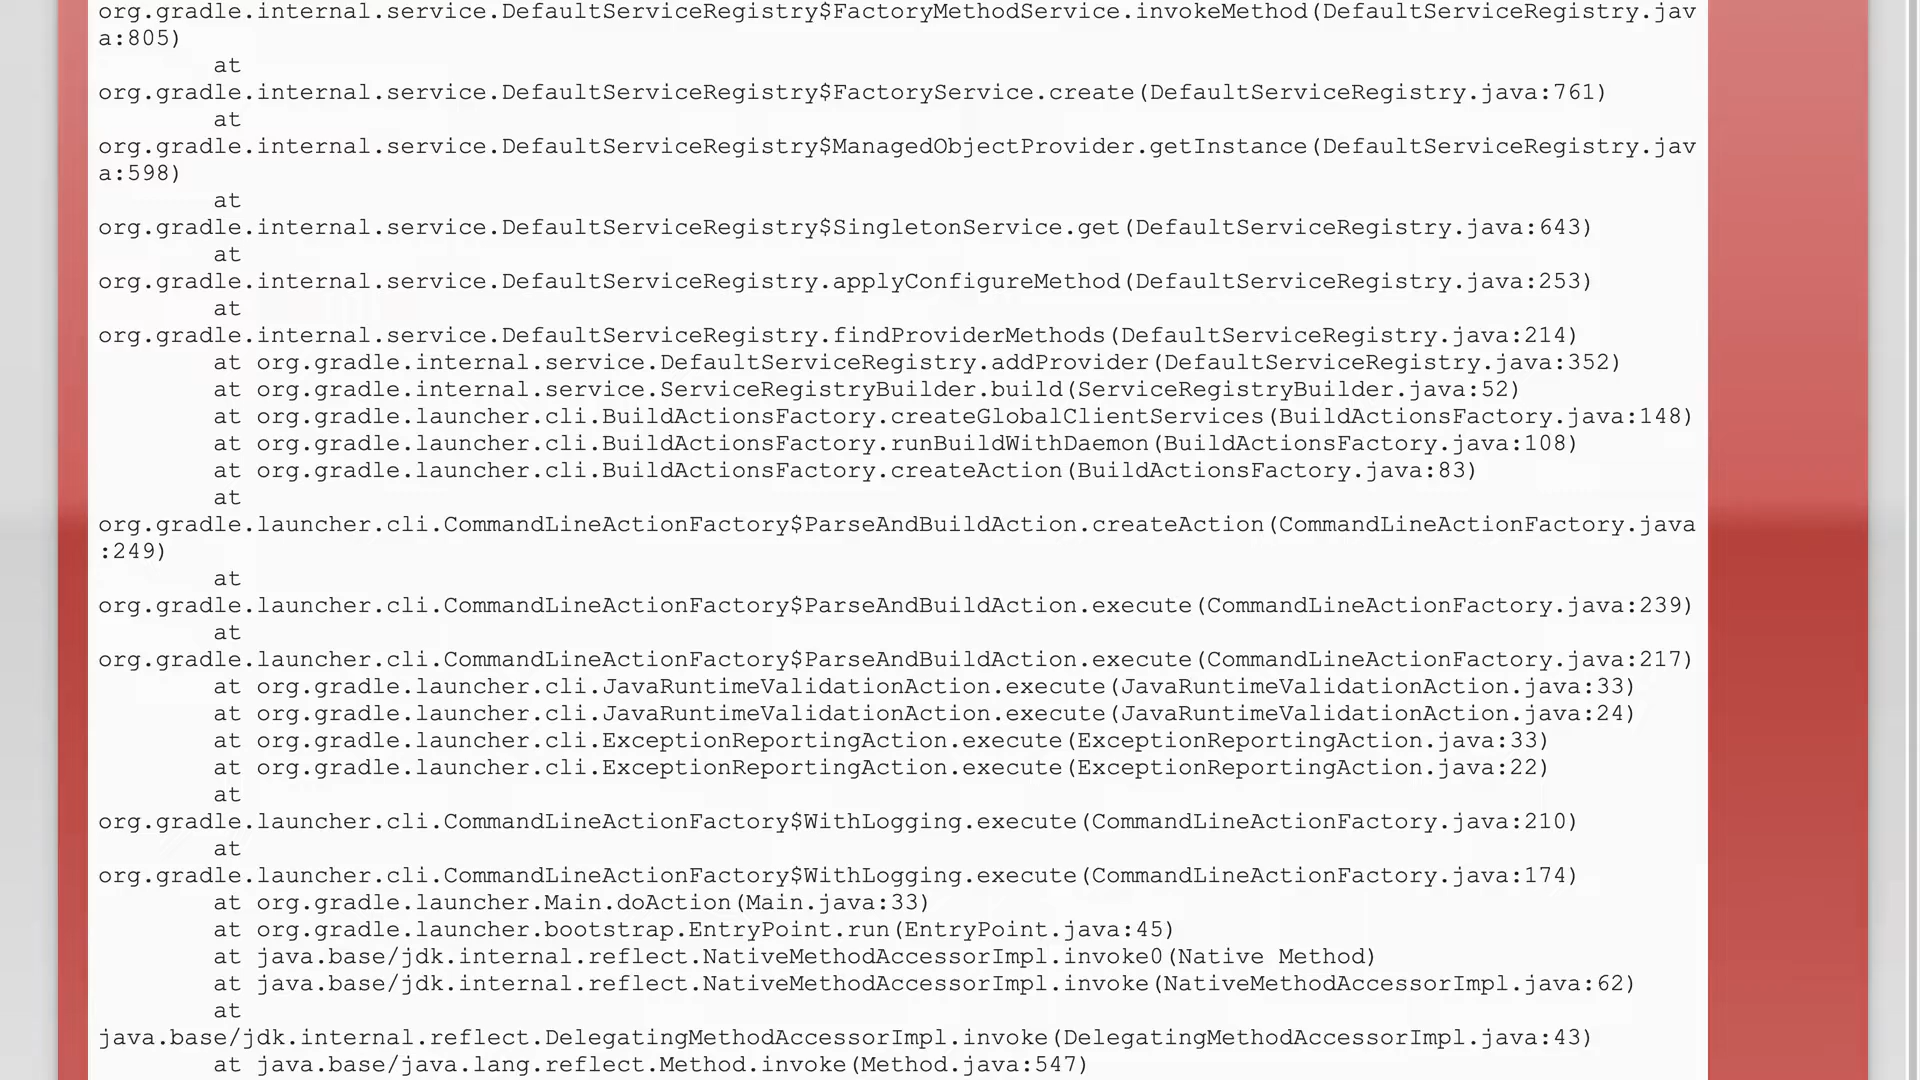 org.gradle.internal.service.DefaultServiceRegistry$FactoryMethodService.invokeMethod(DefaultServiceRegistry.jav
a:805)
at
org.gradle.internal.service.DefaultServiceRegistry$FactoryService.create(DefaultServiceRegistry.java:761)
at
org.gradle.internal.service.DefaultServiceRegistry$ManagedObjectProvider.getInstance(DefaultServiceRegistry.jav
a:598)
at
org.gradle.internal.service.DefaultServiceRegistry$SingletonService.get(DefaultServiceRegistry.java:643)
at
org.gradle.internal.service.DefaultServiceRegistry.applyConfigureMethod(DefaultServiceRegistry.java:253)
at
org.gradle.internal.service.DefaultServiceRegistry.findProviderMethods(DefaultServiceRegistry.java:214)
at org.gradle.internal.service.DefaultServiceRegistry.addProvider(DefaultServiceRegistry.java:352)
at org.gradle.internal.service.ServiceRegistryBuilder.build(ServiceRegistryBuilder.java:52)
at org.gradle.launcher.cli.BuildActionsFactory.createGlobalClientServices(BuildActionsFactory.java:148)
at org.gradle.launcher.cli.BuildActionsFactory.runBuildWithDaemon(BuildActionsFactory.java:108)
at org.gradle.launcher.cli.BuildActionsFactory.createAction(BuildActionsFactory.java:83)
at
org.gradle.launcher.cli.CommandLineActionFactory$ParseAndBuildAction.createAction(CommandLineActionFactory.java
:249)
at
org.gradle.launcher.cli.CommandLineActionFactory$ParseAndBuildAction.execute(CommandLineActionFactory.java:239)
at
org.gradle.launcher.cli.CommandLineActionFactory$ParseAndBuildAction.execute(CommandLineActionFactory.java:217)
at org.gradle.launcher.cli.JavaRuntimeValidationAction.execute(JavaRuntimeValidationAction.java:33)
at org.gradle.launcher.cli.JavaRuntimeValidationAction.execute(JavaRuntimeValidationAction.java:24)
at org.gradle.launcher.cli.ExceptionReportingAction.execute(ExceptionReportingAction.java:33)
at org.gradle.launcher.cli.ExceptionReportingAction.execute(ExceptionReportingAction.java:22)
at
org.gradle.launcher.cli.CommandLineActionFactory$WithLogging.execute(CommandLineActionFactory.java:210)
at
org.gradle.launcher.cli.CommandLineActionFactory$WithLogging.execute(CommandLineActionFactory.java:174)
at org.gradle.launcher.Main.doAction(Main.java:33)
at org.gradle.launcher.bootstrap.EntryPoint.run(EntryPoint.java:45)
at java.base/jdk.internal.reflect.NativeMethodAccessorImpl.invoke0(Native Method)
at java.base/jdk.internal.reflect.NativeMethodAccessorImpl.invoke(NativeMethodAccessorImpl.java:62)
at
java.base/jdk.internal.reflect.DelegatingMethodAccessorImpl.invoke(DelegatingMethodAccessorImpl.java:43)
at java.base/java.lang.reflect.Method.invoke(Method.java:547)